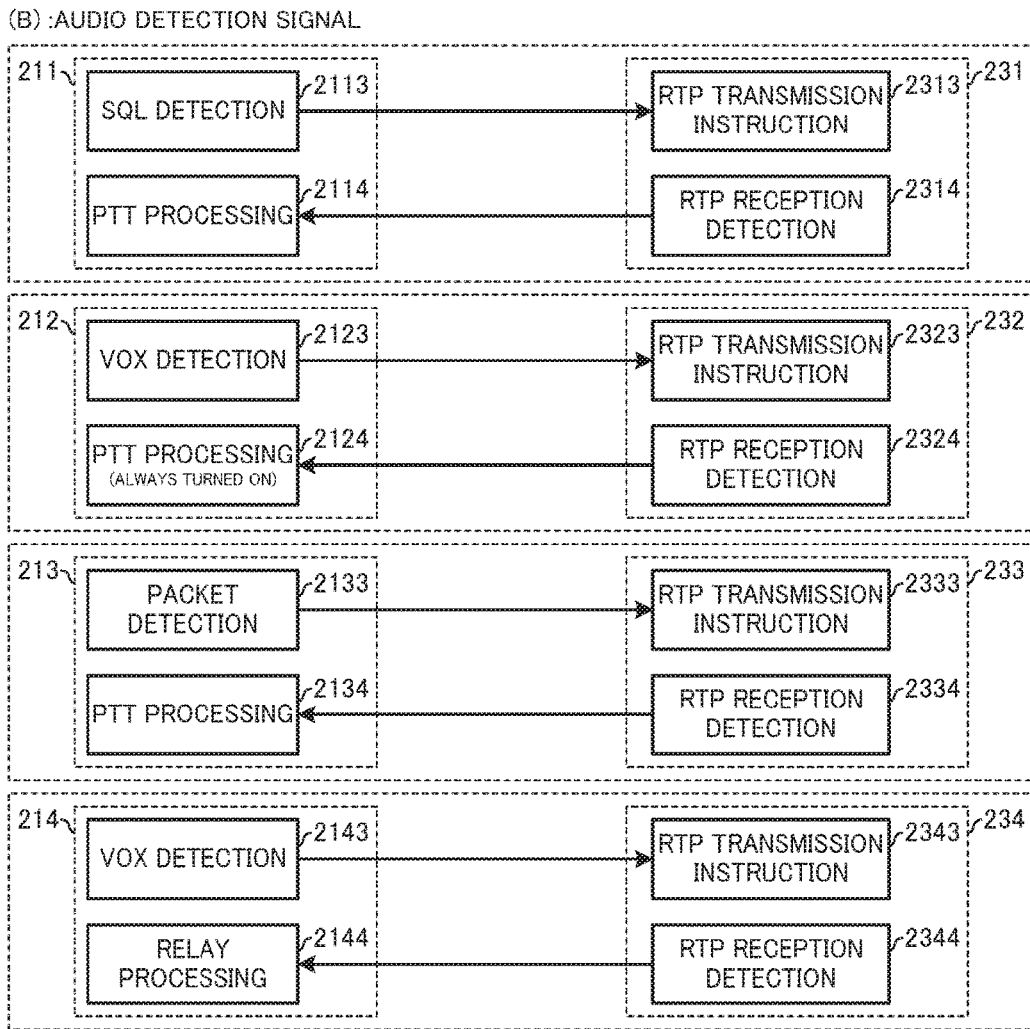 (B) :AUDIO DETECTION SIGNAL
211
SQL DETECTION
2113
RTP TRANSMISSION
INSTRUCTION
2313
231
PTT PROCESSING
2114
RTP RECEPTION
DETECTION
2314
212
VOX DETECTION
2123
RTP TRANSMISSION
INSTRUCTION
2323
232
PTT PROCESSING
(ALWAYS TURNED ON)
2124
RTP RECEPTION
DETECTION
2324
213
PACKET
DETECTION
2133
RTP TRANSMISSION
INSTRUCTION
2333
233
PTT PROCESSING
2134
RTP RECEPTION
DETECTION
2334
214
VOX DETECTION
2143
RTP TRANSMISSION
INSTRUCTION
2343
234
RELAY
PROCESSING
2144
RTP RECEPTION
DETECTION
2344